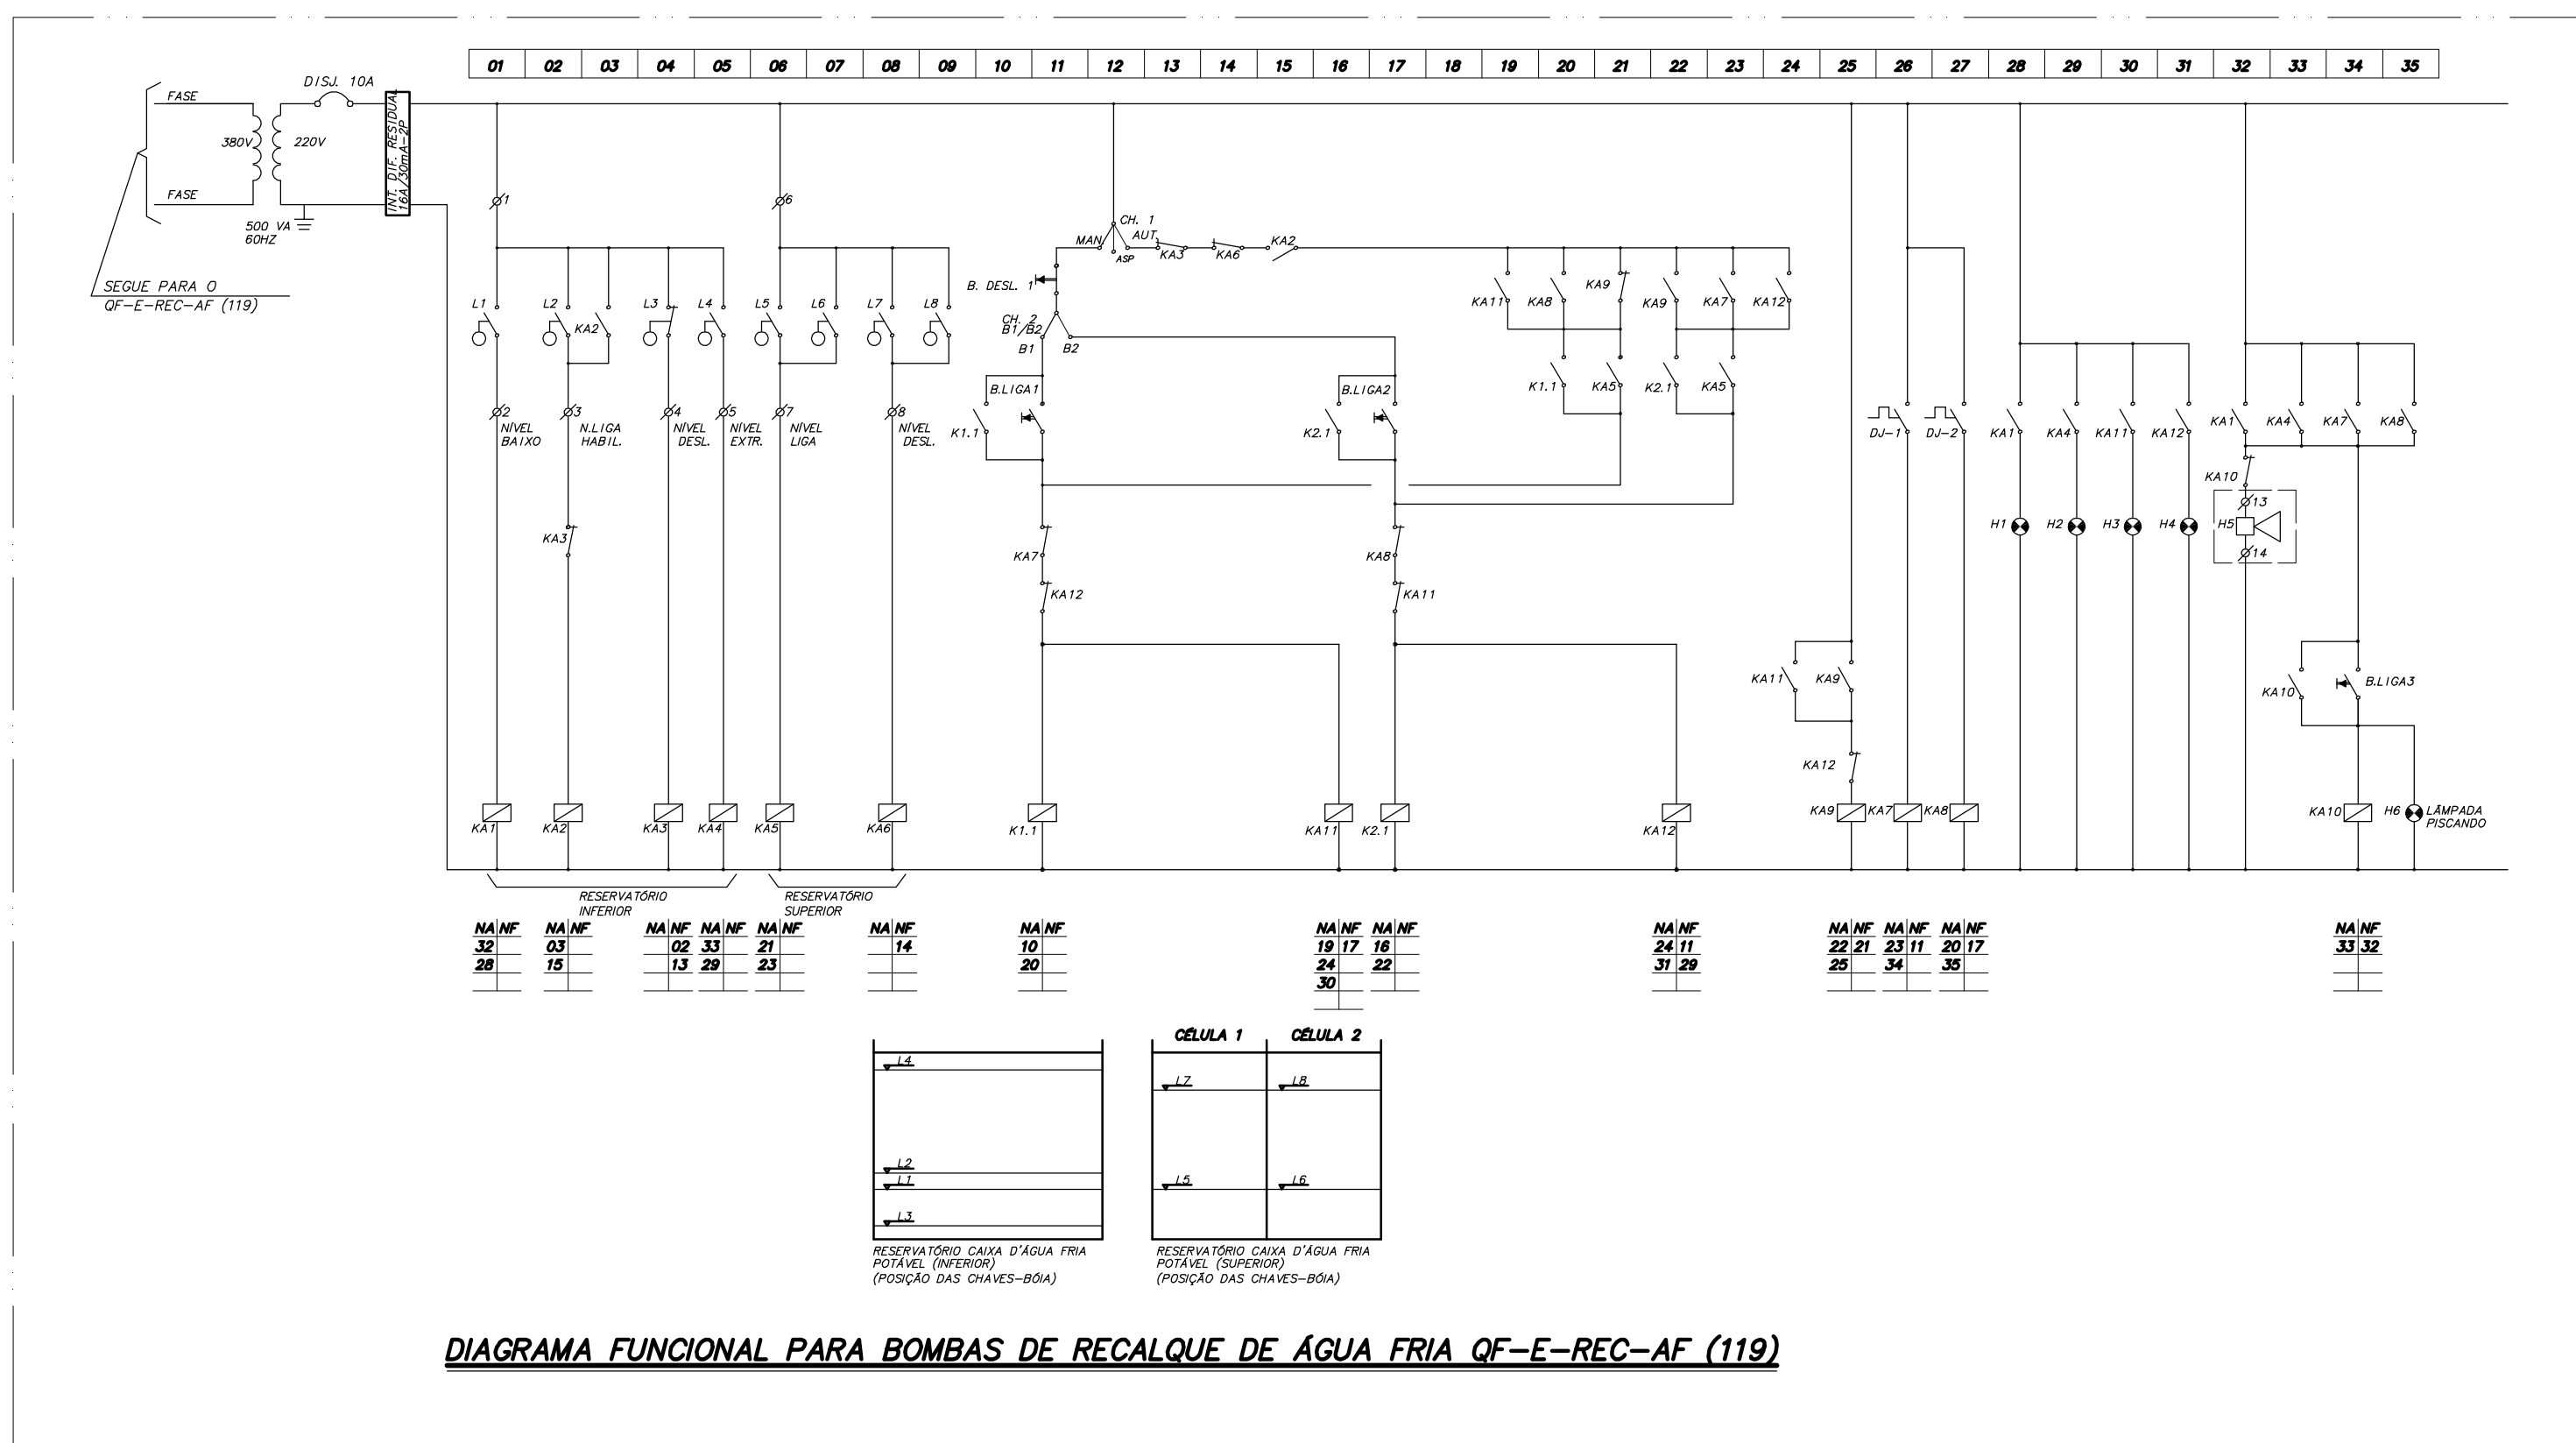 01 02 03 04 05 06 07 08 09 10 11 12 13 14 15 16 17 18 19 20 21 22 23 24 25 26 27 28 29 30 31 32 33 34 35
DISJ. 10A
FASE
380V
220V
FASE
500 VA
60HZ
INT. DIF. RESIDUAL
16A/30mA-2P
SEGUE PARA O
QF-E-REC-AF (119)
1
6
CH. 1
MAN.
AUT.
ASP
KA3
KA6
KA2
B. DESL. 1
CH. 2
B1/B2
B1
B2
L1
L2
KA2
L3
L4
L5
L6
L7
L8
KA11
KA8
KA9
KA9
KA7
KA12
K1.1
KA5
K2.1
KA5
2
3
4
5
7
8
NÍVEL
BAIXO
N.LIGA
HABIL.
NÍVEL
DESL.
NÍVEL
EXTR.
NÍVEL
LIGA
NÍVEL
DESL.
B.LIGA1
K1.1
B.LIGA2
K2.1
DJ-1
DJ-2
KA1
KA4
KA11
KA12
KA1
KA4
KA7
KA8
KA10
13
H5
14
H1
H2
H3
H4
KA3
KA7
KA12
KA8
KA11
KA11
KA9
KA12
KA10
B.LIGA3
KA1
KA2
KA3
KA4
KA5
KA6
K1.1
KA11
K2.1
KA12
KA9
KA7
KA8
KA10
H6
LÂMPADA
PISCANDO
RESERVATÓRIO
INFERIOR
RESERVATÓRIO
SUPERIOR
NA NF NA NF NA NF NA NF NA NF NA NF NA NF NA NF NA NF NA NF NA NF NA NF NA NF NA NF
32 03 02 33 21 14 10 19 17 16 24 11 22 21 23 11 20 17 33 32
28 15 13 29 23 20 24 22 31 29 25 34 35
30
CÉLULA 1
CÉLULA 2
L4
L2
L1
L3
L7
L8
L5
L6
RESERVATÓRIO CAIXA D'ÁGUA FRIA
POTÁVEL (INFERIOR)
(POSIÇÃO DAS CHAVES-BÓIA)
RESERVATÓRIO CAIXA D'ÁGUA FRIA
POTÁVEL (SUPERIOR)
(POSIÇÃO DAS CHAVES-BÓIA)
DIAGRAMA FUNCIONAL PARA BOMBAS DE RECALQUE DE ÁGUA FRIA QF-E-REC-AF (119)